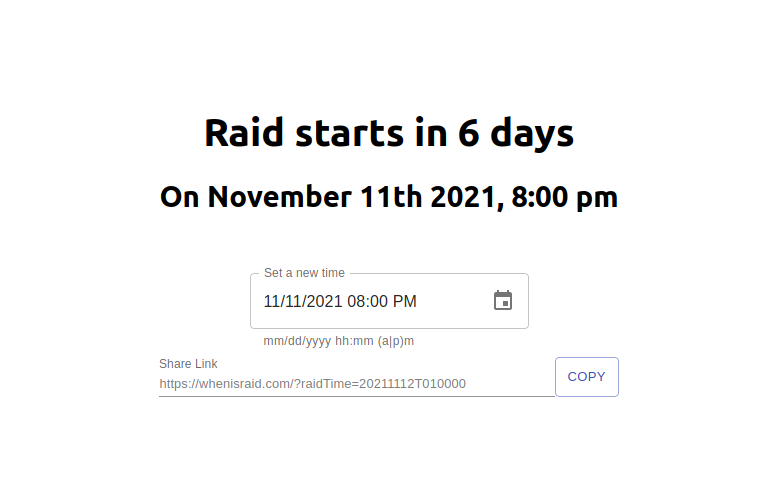 Raid starts in 6 days
On November 11th 2021, 8:00 pm
Set a new time
11/11/2021 08:00 PM
mm/dd/yyyy hh:mm (a|p)m
Share Link
https://whenisraid.com/?raidTime=20211112T010000
COPY